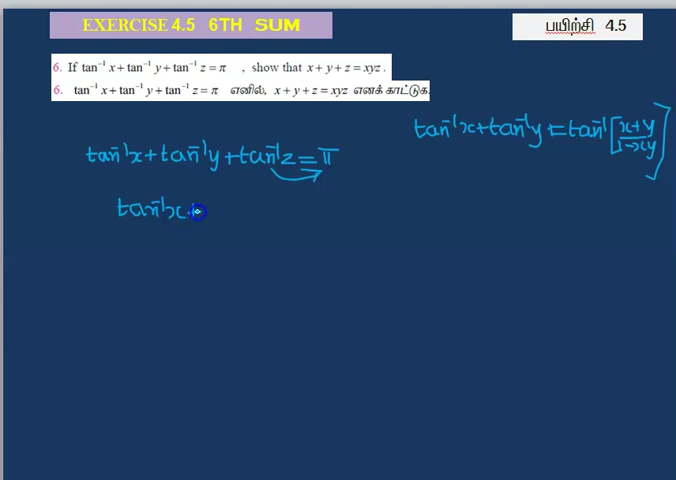 EXERCISE 4.5 6TH SUM
பயிற்சி 4.5
6. If tan⁻¹ x + tan⁻¹ y + tan⁻¹ z = π , show that x + y + z = xyz .
6. tan⁻¹ x + tan⁻¹ y + tan⁻¹ z = π எனில், x + y + z = xyz எனக் காட்டுக.
tan⁻¹x + tan⁻¹y = tan⁻¹ [x+y / 1-xy]
tan⁻¹x + tan⁻¹y + tan⁻¹z = π
tan⁻¹x +